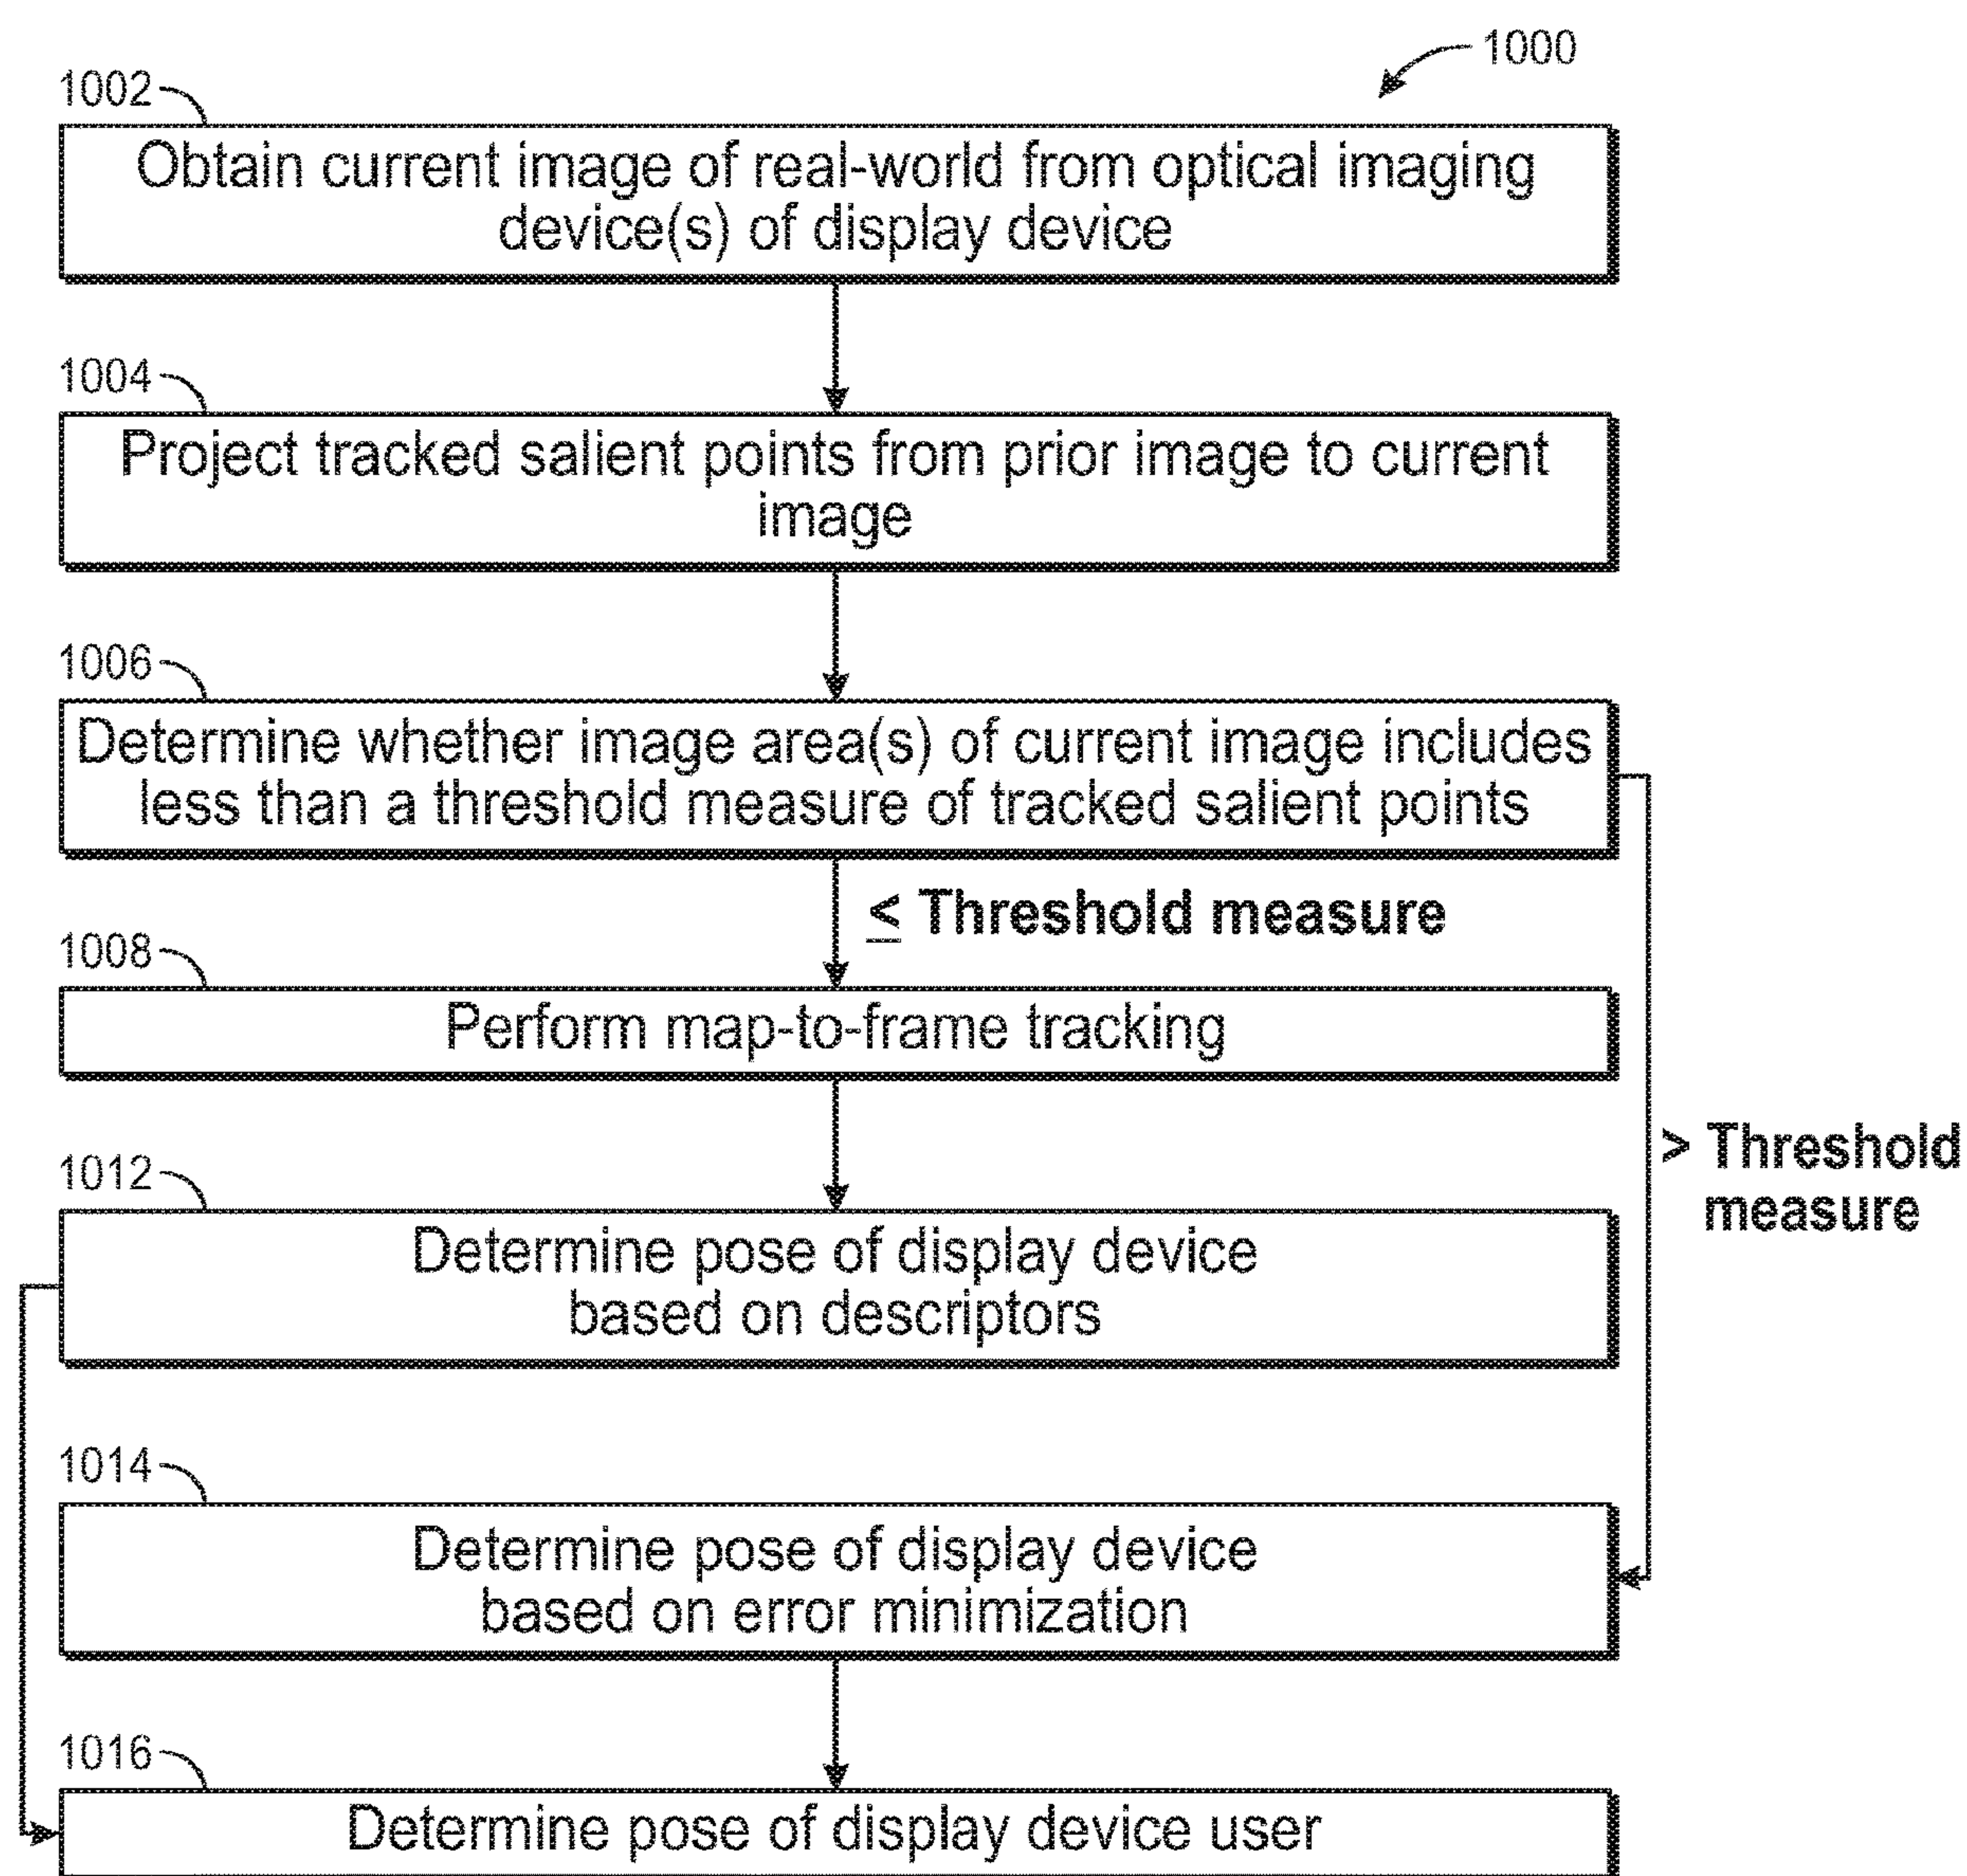 1000
1002
Obtain current image of real-world from optical imaging
device(s) of display device
1004
Project tracked salient points from prior image to current
image
1006
Determine whether image area(s) of current image includes
less than a threshold measure of tracked salient points
≤ Threshold measure
1008
Perform map-to-frame tracking
> Threshold
measure
1012
Determine pose of display device
based on descriptors
1014
Determine pose of display device
based on error minimization
1016
Determine pose of display device user